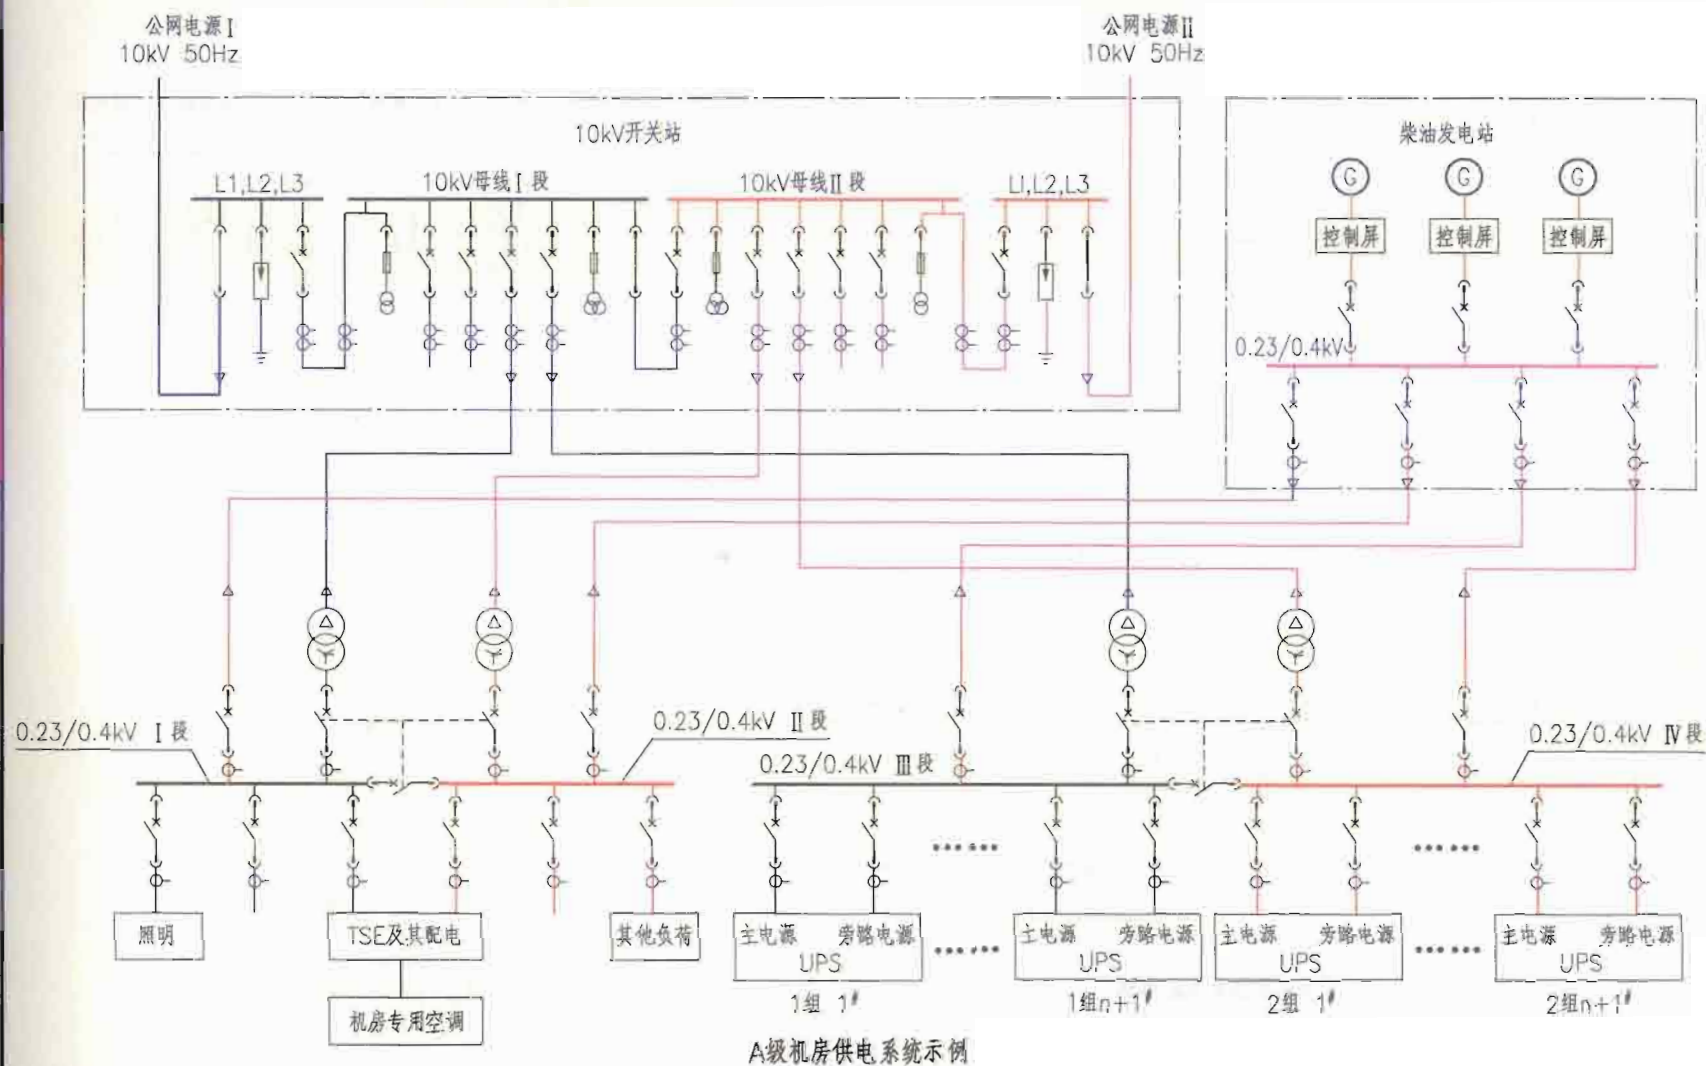 公网电源Ⅰ
10kV 50Hz
公网电源Ⅱ
10kV 50Hz
10kV开关站
柴油发电站
L1,L2,L3
10kV母线Ⅰ段
10kV母线Ⅱ段
L1,L2,L3
G
G
G
控制屏
控制屏
控制屏
0.23/0.4kV
0.23/0.4kV Ⅰ段
0.23/0.4kV Ⅱ段
0.23/0.4kV Ⅲ段
0.23/0.4kV Ⅳ段
照明
TSE及其配电
其他负荷
机房专用空调
主电源 旁路电源
UPS
1组 1#
主电源 旁路电源
UPS
1组n+1#
主电源 旁路电源
UPS
2组 1#
主电源 旁路电源
UPS
2组n+1#
A级机房供电系统示例